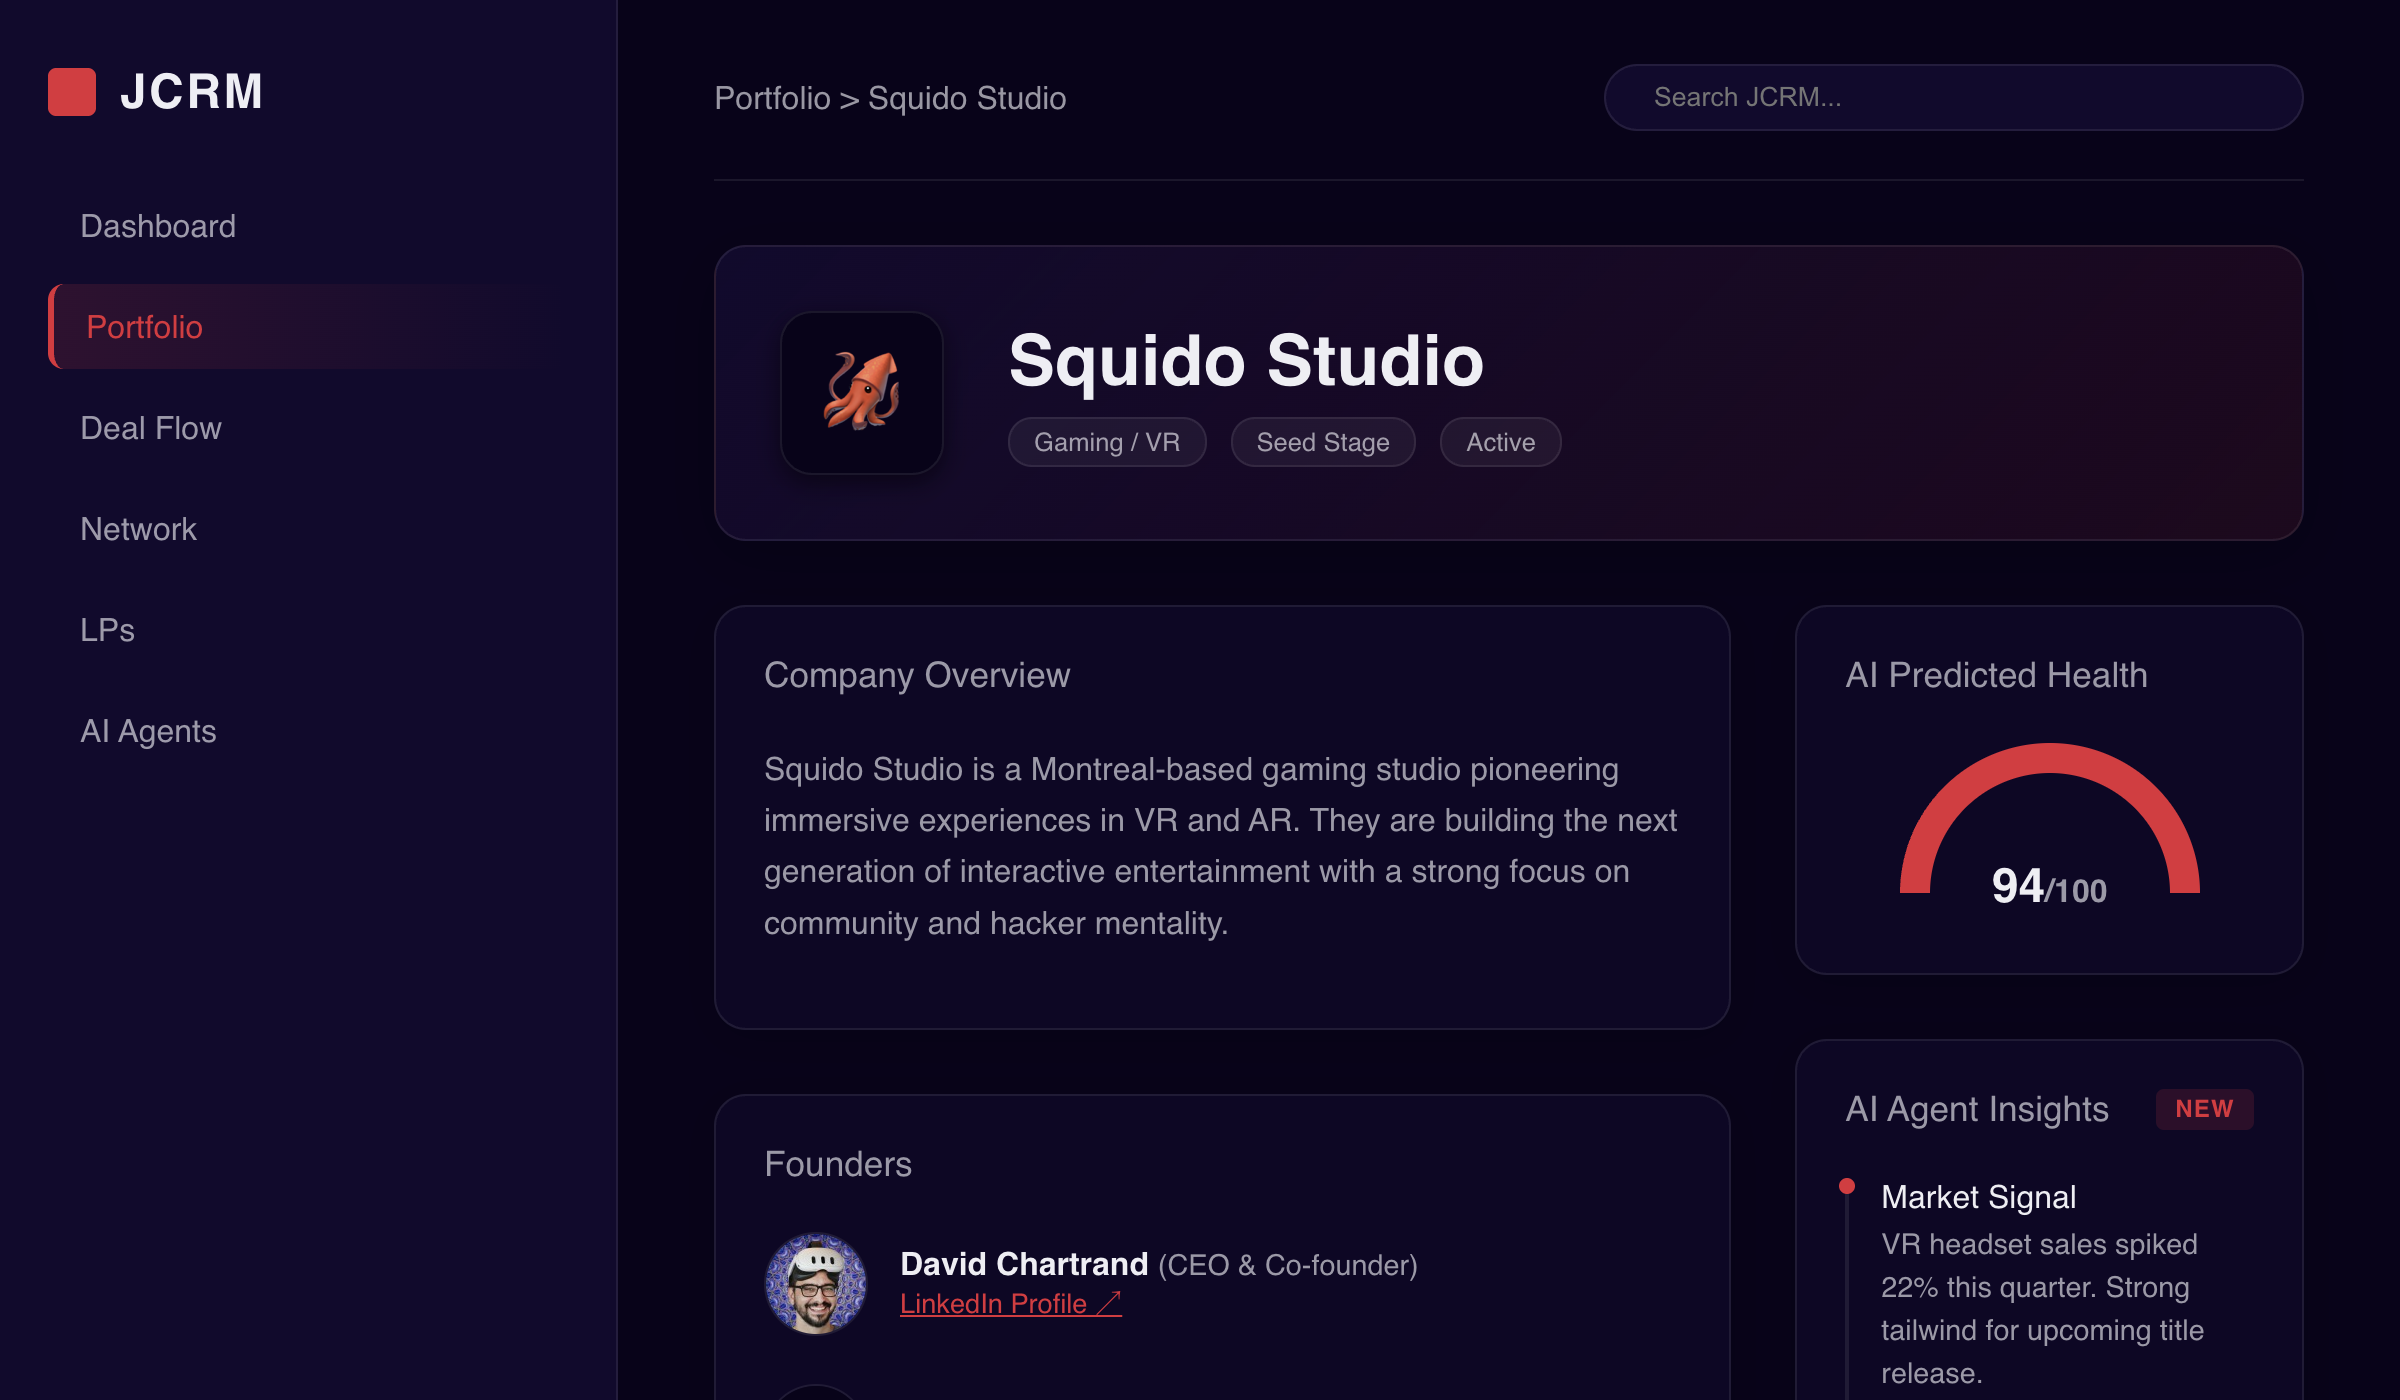 JCRM
Dashboard
Portfolio
Deal Flow
Network
LPs
AI Agents
Portfolio > Squido Studio
Search JCRM...
Squido Studio
Gaming / VR
Seed Stage
Active
Company Overview
Squido Studio is a Montreal-based gaming studio pioneering
immersive experiences in VR and AR. They are building the next
generation of interactive entertainment with a strong focus on
community and hacker mentality.
Founders
David Chartrand (CEO & Co-founder)
LinkedIn Profile ↗
AI Predicted Health
94/100
AI Agent Insights
NEW
Market Signal
VR headset sales spiked
22% this quarter. Strong
tailwind for upcoming title
release.